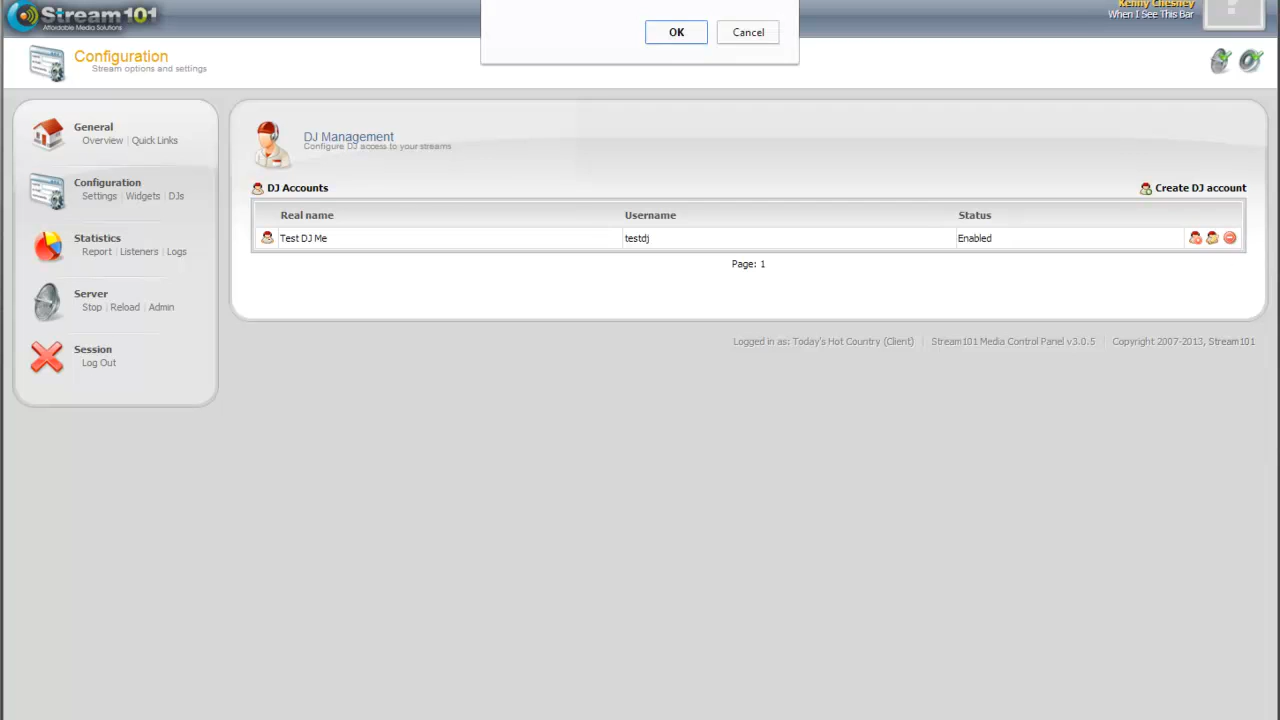 Stream101
Affordable Media Solutions
OK
Cancel
Kenny Chesney
When I See This Bar
Configuration
Stream options and settings
General
Overview | Quick Links
Configuration
Settings | Widgets | DJs
Statistics
Report | Listeners | Logs
Server
Stop | Reload | Admin
Session
Log Out
DJ Management
Configure DJ access to your streams
DJ Accounts
Create DJ account
Real name Username Status
Test DJ Me testdj Enabled
Page: 1
Logged in as: Today's Hot Country (Client) | Stream101 Media Control Panel v3.0.5 | Copyright 2007-2013, Stream101